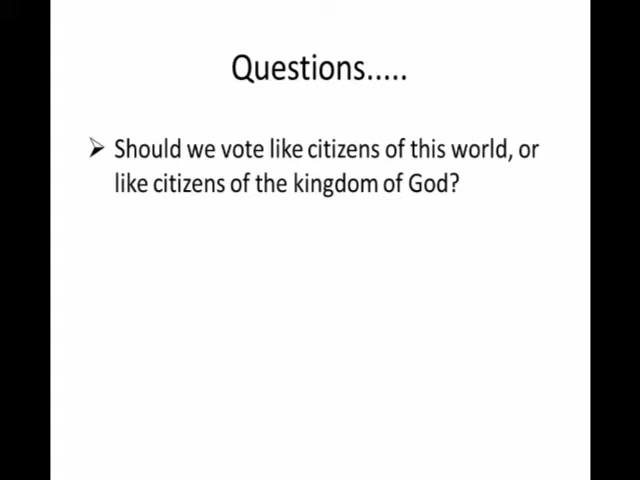 Questions.....
➢ Should we vote like citizens of this world, or
like citizens of the kingdom of God?